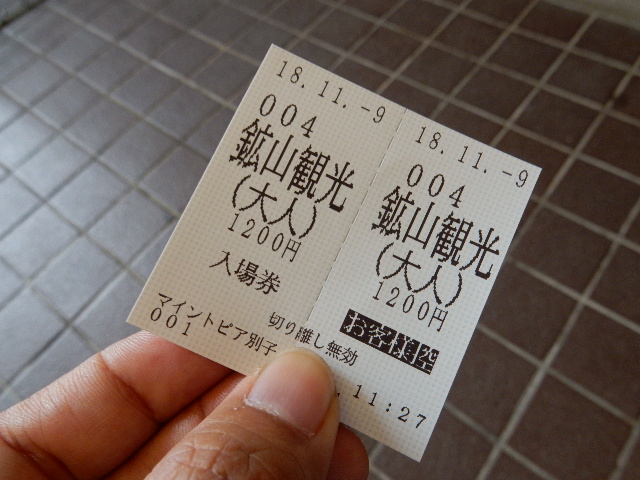 18.11.-9
004
鉱山観光
(大人)
1200円
入場券
マイントピア別子
001
18.11.-9
004
鉱山観光
(大人)
1200円
お客様空
切り離し無効
11:27